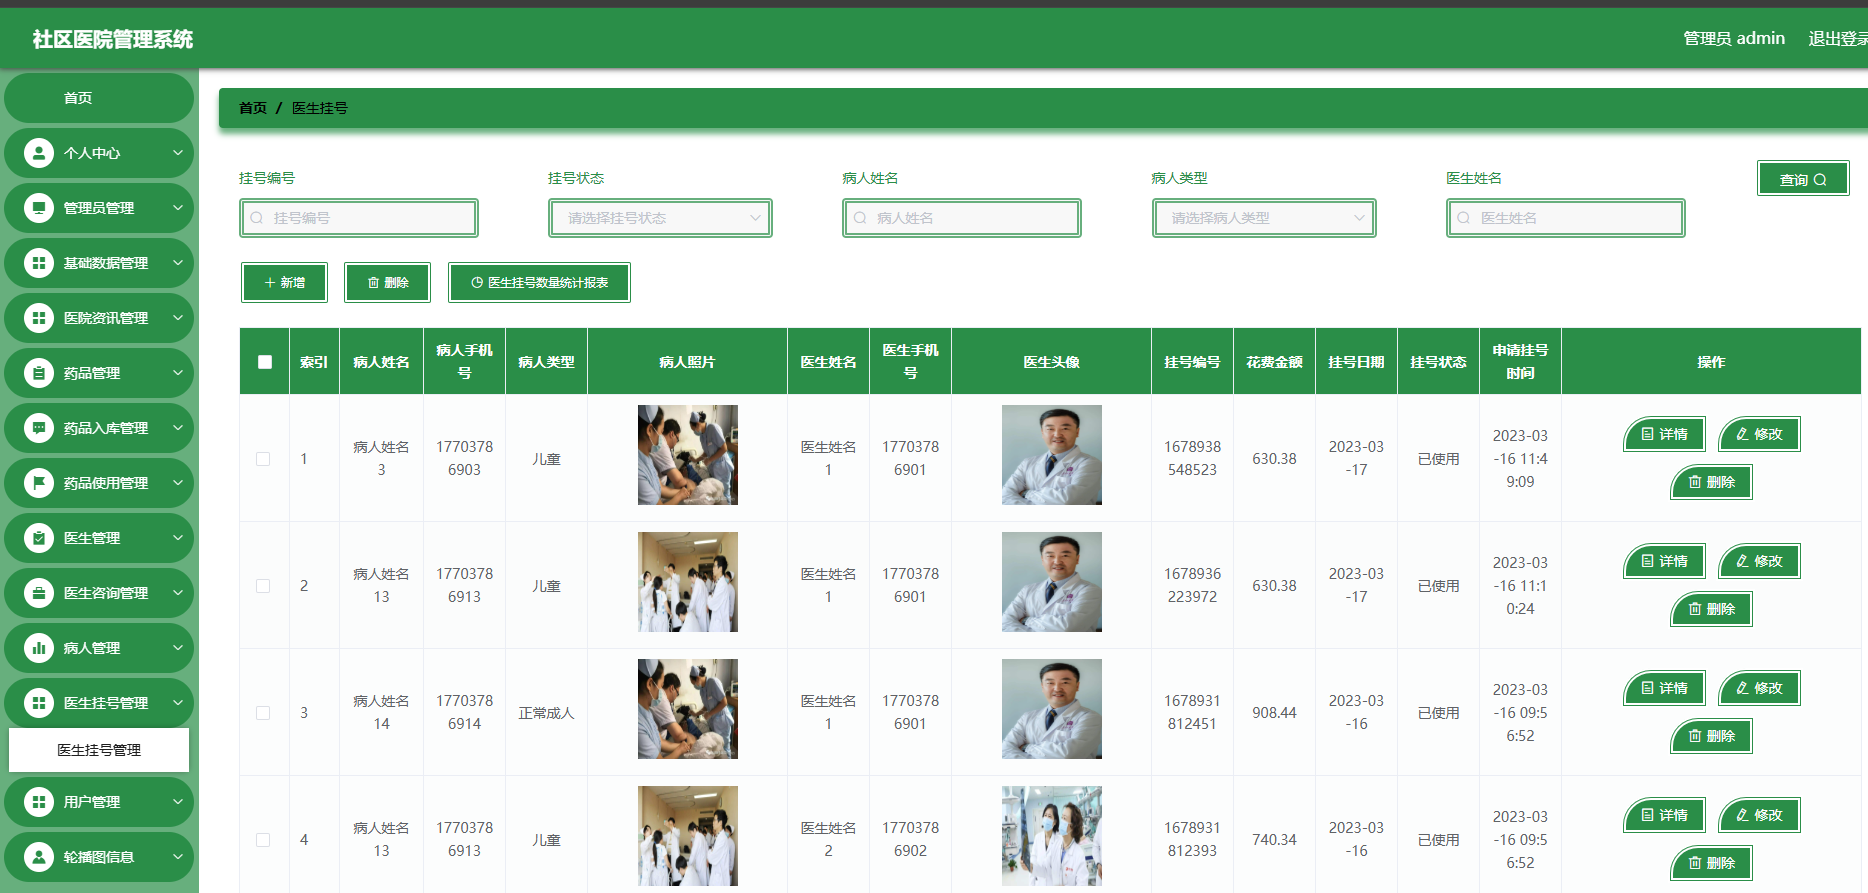 社区医院管理系统
管理员 admin 退出登录
首页
个人中心
管理员管理
基础数据管理
医院资讯管理
药品管理
药品入库管理
药品使用管理
医生管理
医生咨询管理
病人管理
医生挂号管理
医生挂号管理
用户管理
轮播图信息
首页 / 医生挂号
挂号编号 挂号状态 病人姓名 病人类型 医生姓名
挂号编号 请选择挂号状态 病人姓名 请选择病人类型 医生姓名
查询
新增 删除 医生挂号数量统计报表
索引 病人姓名 病人手机号 病人类型 病人照片 医生姓名 医生手机号 医生头像 挂号编号 花费金额 挂号日期 挂号状态 申请挂号时间 操作
1 病人姓名3 17703786903 儿童 医生姓名1 17703786901 1678938548523 630.38 2023-03-17 已使用 2023-03-16 11:49:09 详情 修改 删除
2 病人姓名13 17703786913 儿童 医生姓名1 17703786901 1678936223972 630.38 2023-03-17 已使用 2023-03-16 11:10:24 详情 修改 删除
3 病人姓名14 17703786914 正常成人 医生姓名1 17703786901 1678931812451 908.44 2023-03-16 已使用 2023-03-16 09:56:52 详情 修改 删除
4 病人姓名13 17703786913 儿童 医生姓名2 17703786902 1678931812393 740.34 2023-03-16 已使用 2023-03-16 09:56:52 详情 修改 删除